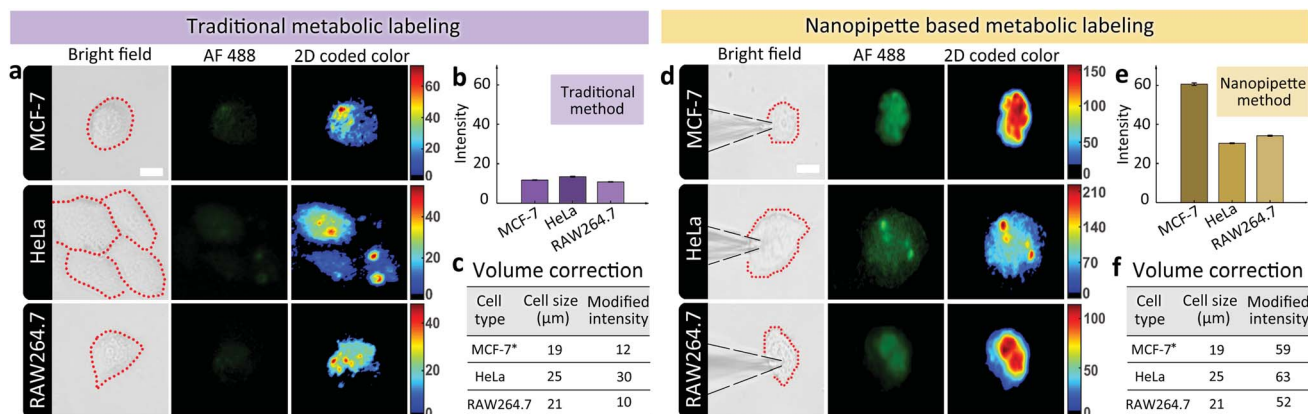 Traditional metabolic labeling
a
Bright field
AF 488
2D coded color
MCF-7
60
40
20
0
HeLa
40
20
0
RAW264.7
40
20
0
b
Traditional
method
Intensity
60
40
20
0
MCF-7
HeLa
RAW264.7
c
Volume correction
Cell type
Cell size (μm)
Modified intensity
MCF-7* 19 12
HeLa 25 30
RAW264.7 21 10
Nanopipette based metabolic labeling
d
Bright field
AF 488
2D coded color
MCF-7
150
100
50
0
HeLa
210
140
70
0
RAW264.7
100
50
0
e
Nanopipette
method
Intensity
60
40
20
0
MCF-7
HeLa
RAW264.7
f
Volume correction
Cell type
Cell size (μm)
Modified intensity
MCF-7* 19 59
HeLa 25 63
RAW264.7 21 52